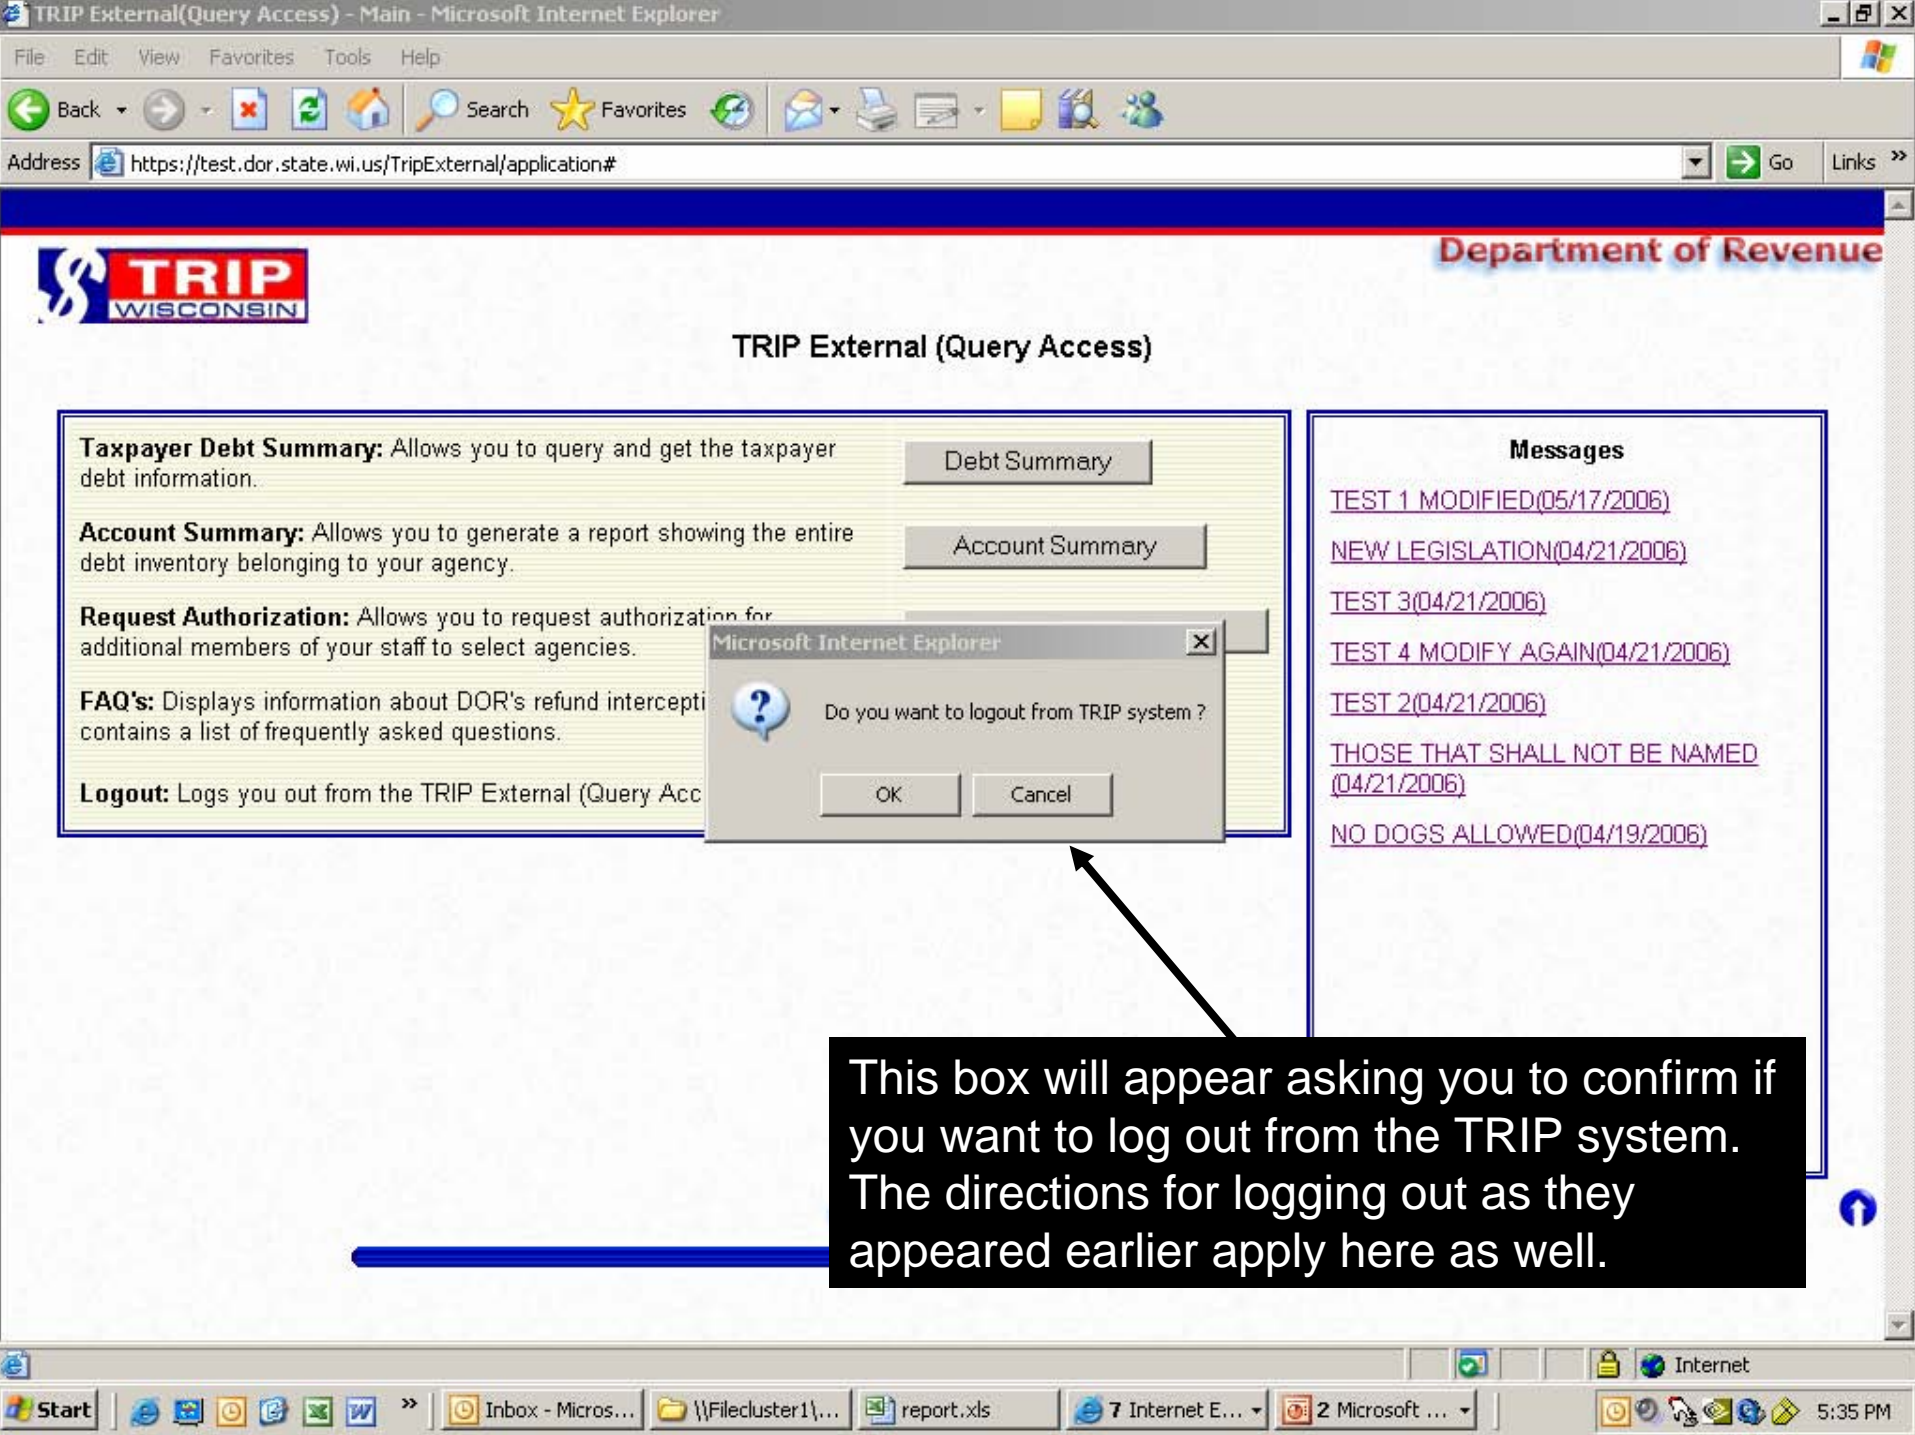 TRIP External(Query Access) - Main - Microsoft Internet Explorer
File Edit View Favorites Tools Help
Back Search Favorites
Address https://test.dor.state.wi.us/TripExternal/application# Go Links »
Department of Revenue
TRIP
WISCONSIN
TRIP External (Query Access)
Taxpayer Debt Summary: Allows you to query and get the taxpayer
debt information.
Debt Summary
Account Summary: Allows you to generate a report showing the entire
debt inventory belonging to your agency.
Account Summary
Request Authorization: Allows you to request authorization for
additional members of your staff to select agencies.
FAQ's: Displays information about DOR's refund intercepti
contains a list of frequently asked questions.
Logout: Logs you out from the TRIP External (Query Acc
Microsoft Internet Explorer
Do you want to logout from TRIP system ?
OK Cancel
Messages
TEST 1 MODIFIED(05/17/2006)
NEW LEGISLATION(04/21/2006)
TEST 3(04/21/2006)
TEST 4 MODIFY AGAIN(04/21/2006)
TEST 2(04/21/2006)
THOSE THAT SHALL NOT BE NAMED
(04/21/2006)
NO DOGS ALLOWED(04/19/2006)
This box will appear asking you to confirm if
you want to log out from the TRIP system.
The directions for logging out as they
appeared earlier apply here as well.
Internet
Start » Inbox - Micros... \\Filecluster1\... report.xls 7 Internet E... 2 Microsoft ... 5:35 PM